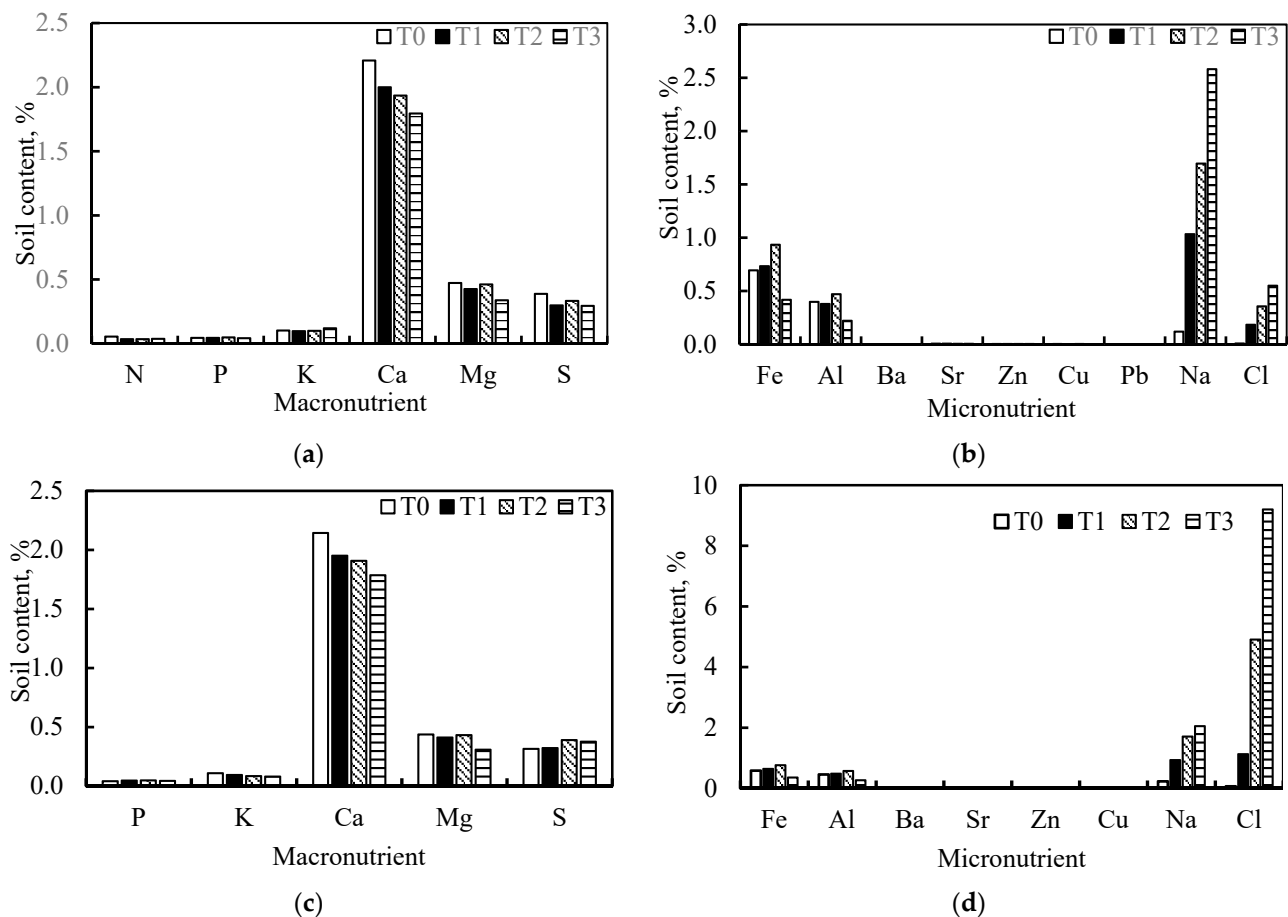 T0 T1 T2 T3
2.5
2.0
1.5
1.0
0.5
0.0
Soil content, %
N P K Ca Mg S
Macronutrient
(a)
T0 T1 T2 T3
3.0
2.5
2.0
1.5
1.0
0.5
0.0
Soil content, %
Fe Al Ba Sr Zn Cu Pb Na Cl
Micronutrient
(b)
T0 T1 T2 T3
2.5
2.0
1.5
1.0
0.5
0.0
Soil content, %
P K Ca Mg S
Macronutrient
(c)
T0 T1 T2 T3
10
8
6
4
2
0
Soil content, %
Fe Al Ba Sr Zn Cu Na Cl
Micronutrient
(d)